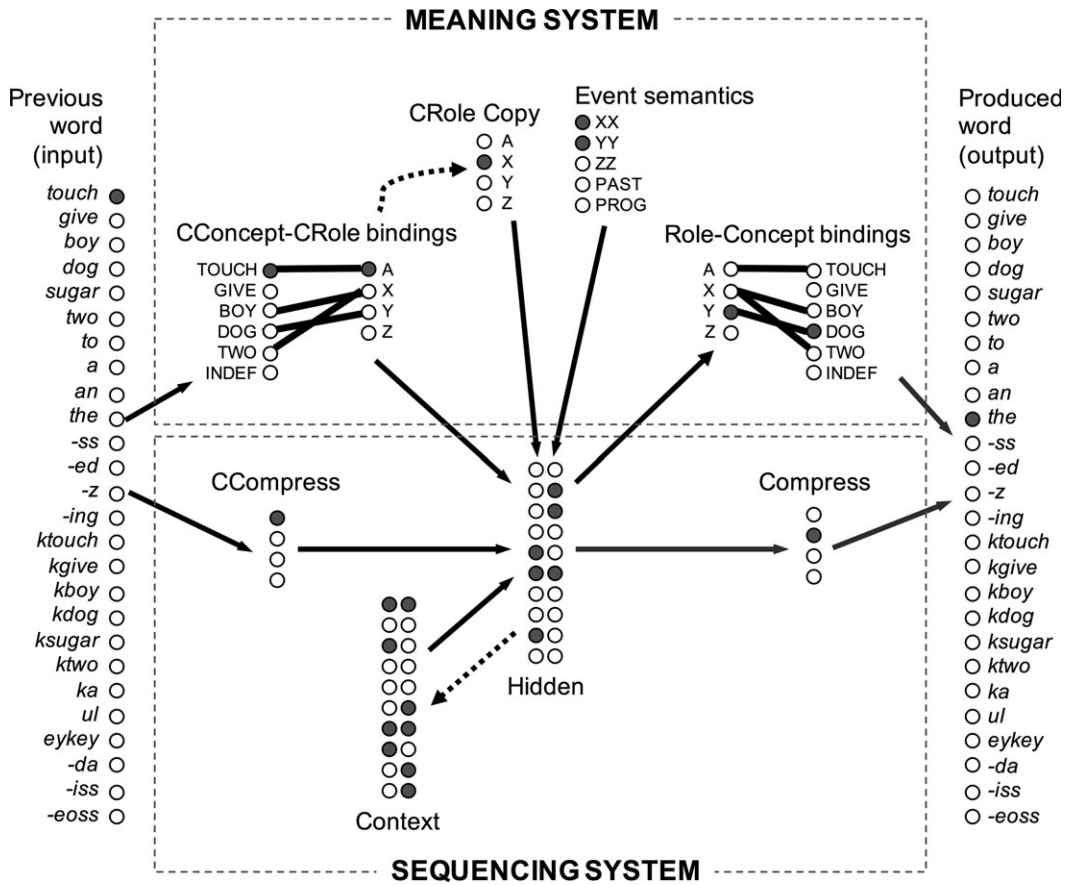 MEANING SYSTEM
Previous
word
(input)
touch
give
boy
dog
sugar
two
to
a
an
the
-ss
-ed
-z
-ing
ktouch
kgive
kboy
kdog
ksugar
ktwo
ka
ul
eykey
-da
-iss
-eoss
CConcept-CRole bindings
TOUCH
GIVE
BOY
DOG
TWO
INDEF
A
X
Y
Z
CRole Copy
A
X
Y
Z
Event semantics
XX
YY
ZZ
PAST
PROG
Role-Concept bindings
A
X
Y
Z
TOUCH
GIVE
BOY
DOG
TWO
INDEF
CCompress
Hidden
Context
Compress
Produced
word
(output)
touch
give
boy
dog
sugar
two
to
a
an
the
-ss
-ed
-z
-ing
ktouch
kgive
kboy
kdog
ksugar
ktwo
ka
ul
eykey
-da
-iss
-eoss
SEQUENCING SYSTEM